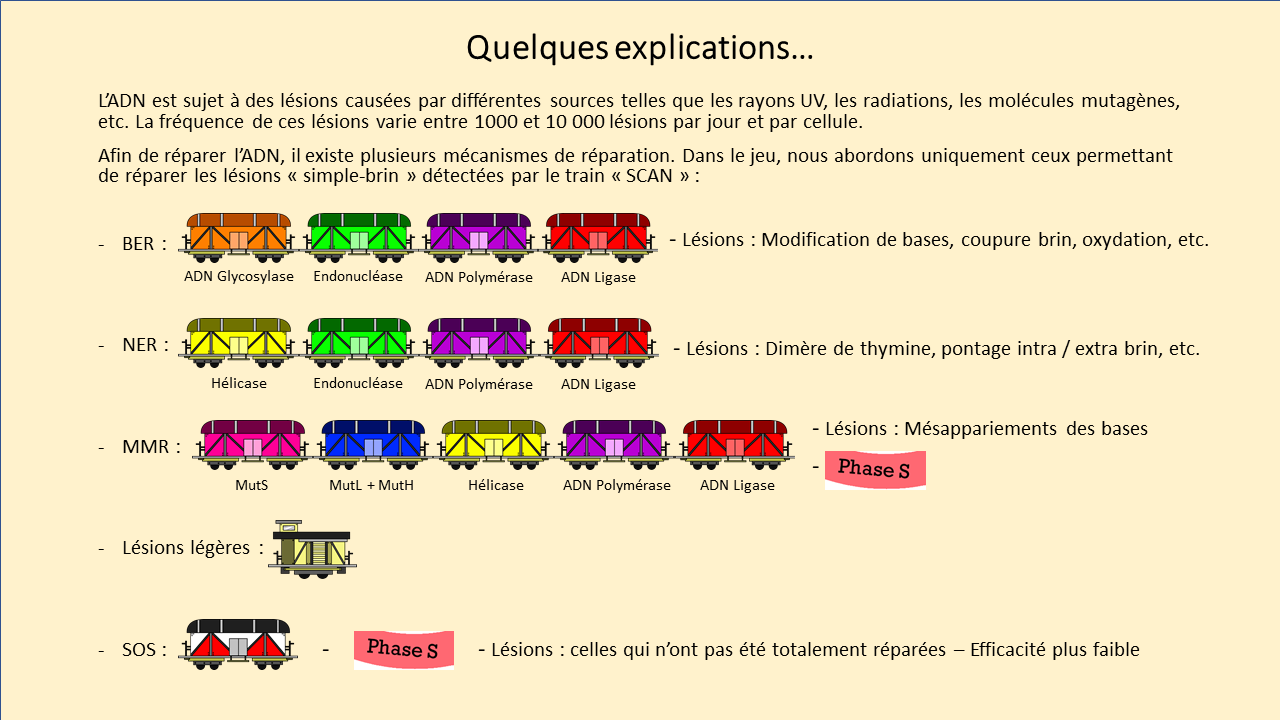 Quelques explications…
L’ADN est sujet à des lésions causées par différentes sources telles que les rayons UV, les radiations, les molécules mutagènes,
etc. La fréquence de ces lésions varie entre 1000 et 10 000 lésions par jour et par cellule.
Afin de réparer l’ADN, il existe plusieurs mécanismes de réparation. Dans le jeu, nous abordons uniquement ceux permettant
de réparer les lésions « simple-brin » détectées par le train « SCAN » :
- BER : - Lésions : Modification de bases, coupure brin, oxydation, etc.
ADN Glycosylase Endonucléase ADN Polymérase ADN Ligase
- NER : - Lésions : Dimère de thymine, pontage intra / extra brin, etc.
Hélicase Endonucléase ADN Polymérase ADN Ligase
- Lésions : Mésappariements des bases
- MMR :
- Phase S
MutS MutL + MutH Hélicase ADN Polymérase ADN Ligase
- Lésions légères :
- SOS : - Phase S - Lésions : celles qui n’ont pas été totalement réparées – Efficacité plus faible